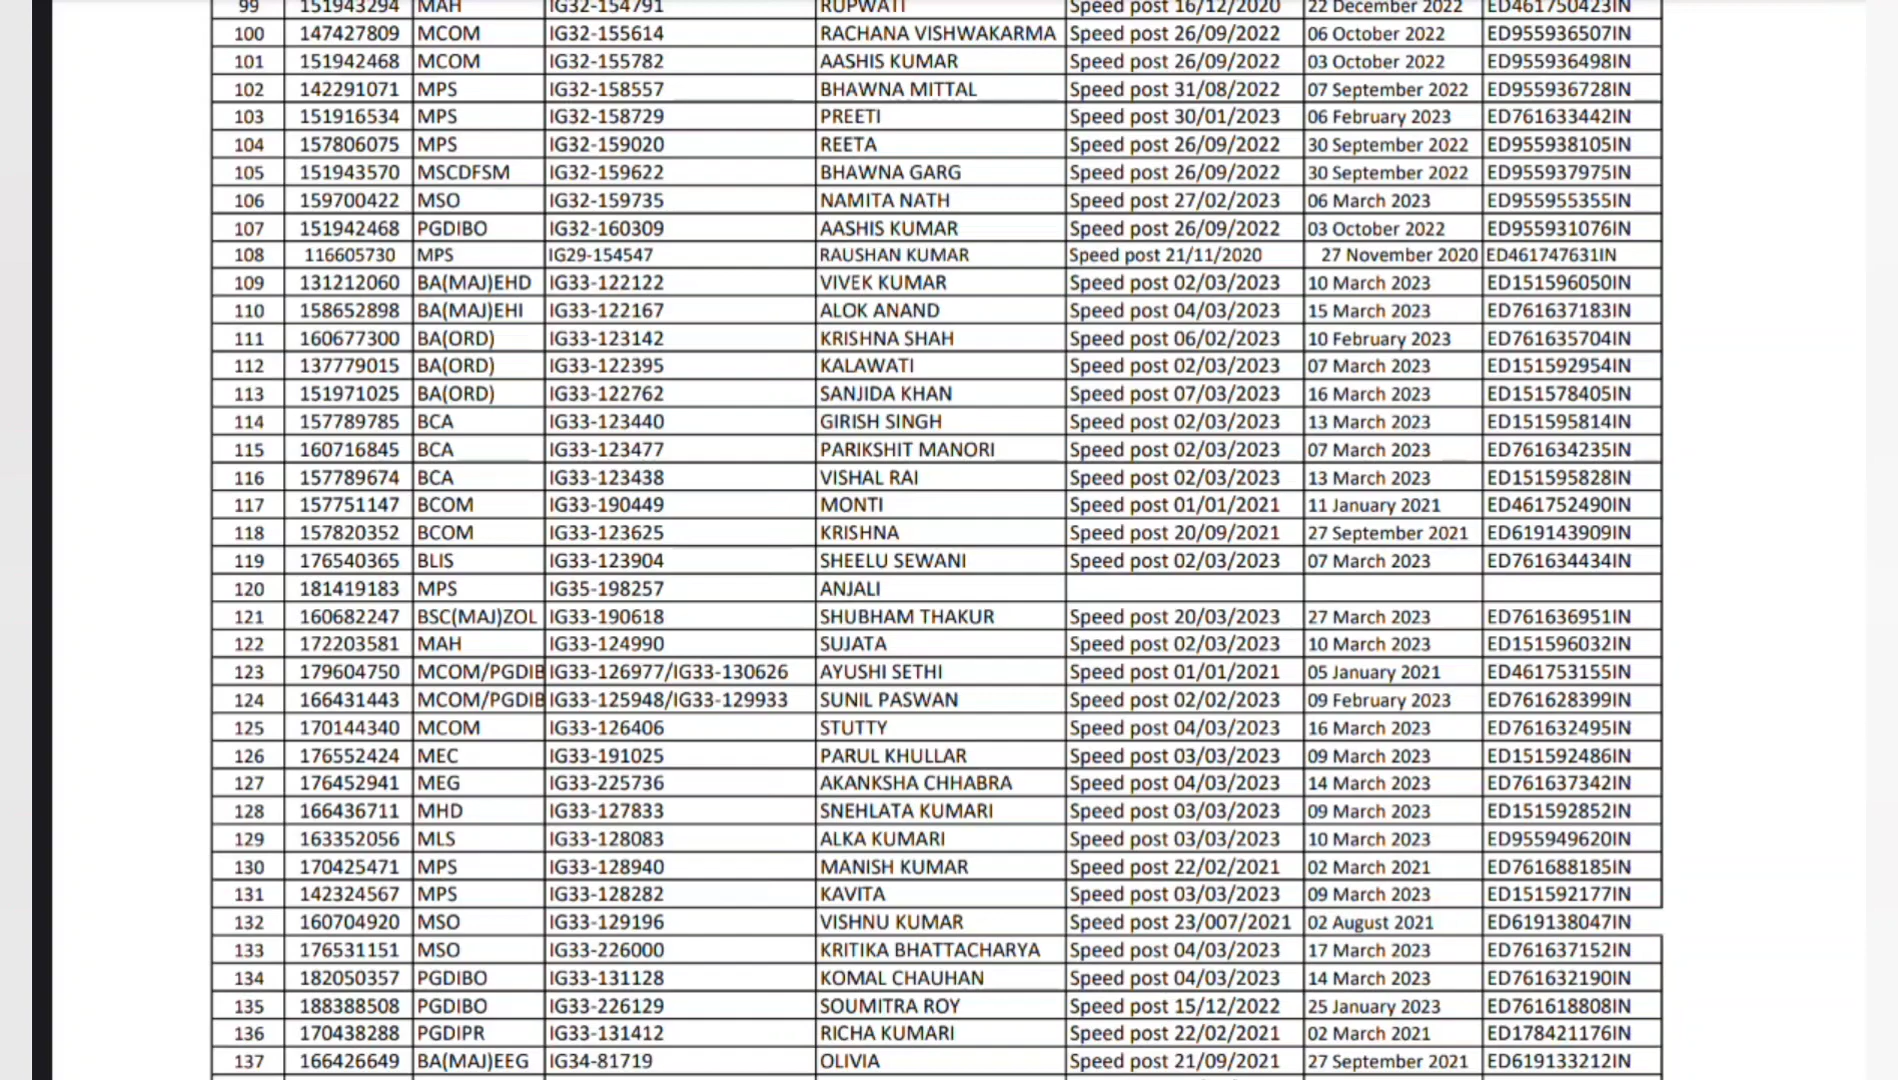 99 151943294 MAH IG32-154791 RUPWATI Speed post 16/12/2020 22 December 2022 ED461750423IN
100 147427809 MCOM IG32-155614 RACHANA VISHWAKARMA Speed post 26/09/2022 06 October 2022 ED955936507IN
101 151942468 MCOM IG32-155782 AASHIS KUMAR Speed post 26/09/2022 03 October 2022 ED955936498IN
102 142291071 MPS IG32-158557 BHAWNA MITTAL Speed post 31/08/2022 07 September 2022 ED955936728IN
103 151916534 MPS IG32-158729 PREETI Speed post 30/01/2023 06 February 2023 ED761633442IN
104 157806075 MPS IG32-159020 REETA Speed post 26/09/2022 30 September 2022 ED955938105IN
105 151943570 MSCDFSM IG32-159622 BHAWNA GARG Speed post 26/09/2022 30 September 2022 ED955937975IN
106 159700422 MSO IG32-159735 NAMITA NATH Speed post 27/02/2023 06 March 2023 ED955955355IN
107 151942468 PGDIBO IG32-160309 AASHIS KUMAR Speed post 26/09/2022 03 October 2022 ED955931076IN
108 116605730 MPS IG29-154547 RAUSHAN KUMAR Speed post 21/11/2020 27 November 2020 ED461747631IN
109 131212060 BA(MAJ)EHD IG33-122122 VIVEK KUMAR Speed post 02/03/2023 10 March 2023 ED151596050IN
110 158652898 BA(MAJ)EHI IG33-122167 ALOK ANAND Speed post 04/03/2023 15 March 2023 ED761637183IN
111 160677300 BA(ORD) IG33-123142 KRISHNA SHAH Speed post 06/02/2023 10 February 2023 ED761635704IN
112 137779015 BA(ORD) IG33-122395 KALAWATI Speed post 02/03/2023 07 March 2023 ED151592954IN
113 151971025 BA(ORD) IG33-122762 SANJIDA KHAN Speed post 07/03/2023 16 March 2023 ED151578405IN
114 157789785 BCA IG33-123440 GIRISH SINGH Speed post 02/03/2023 13 March 2023 ED151595814IN
115 160716845 BCA IG33-123477 PARIKSHIT MANORI Speed post 02/03/2023 07 March 2023 ED761634235IN
116 157789674 BCA IG33-123438 VISHAL RAI Speed post 02/03/2023 13 March 2023 ED151595828IN
117 157751147 BCOM IG33-190449 MONTI Speed post 01/01/2021 11 January 2021 ED461752490IN
118 157820352 BCOM IG33-123625 KRISHNA Speed post 20/09/2021 27 September 2021 ED619143909IN
119 176540365 BLIS IG33-123904 SHEELU SEWANI Speed post 02/03/2023 07 March 2023 ED761634434IN
120 181419183 MPS IG35-198257 ANJALI
121 160682247 BSC(MAJ)ZOL IG33-190618 SHUBHAM THAKUR Speed post 20/03/2023 27 March 2023 ED761636951IN
122 172203581 MAH IG33-124990 SUJATA Speed post 02/03/2023 10 March 2023 ED151596032IN
123 179604750 MCOM/PGDIB IG33-126977/IG33-130626 AYUSHI SETHI Speed post 01/01/2021 05 January 2021 ED461753155IN
124 166431443 MCOM/PGDIB IG33-125948/IG33-129933 SUNIL PASWAN Speed post 02/02/2023 09 February 2023 ED761628399IN
125 170144340 MCOM IG33-126406 STUTTY Speed post 04/03/2023 16 March 2023 ED761632495IN
126 176552424 MEC IG33-191025 PARUL KHULLAR Speed post 03/03/2023 09 March 2023 ED151592486IN
127 176452941 MEG IG33-225736 AKANKSHA CHHABRA Speed post 04/03/2023 14 March 2023 ED761637342IN
128 166436711 MHD IG33-127833 SNEHLATA KUMARI Speed post 03/03/2023 09 March 2023 ED151592852IN
129 163352056 MLS IG33-128083 ALKA KUMARI Speed post 03/03/2023 10 March 2023 ED955949620IN
130 170425471 MPS IG33-128940 MANISH KUMAR Speed post 22/02/2021 02 March 2021 ED761688185IN
131 142324567 MPS IG33-128282 KAVITA Speed post 03/03/2023 09 March 2023 ED151592177IN
132 160704920 MSO IG33-129196 VISHNU KUMAR Speed post 23/007/2021 02 August 2021 ED619138047IN
133 176531151 MSO IG33-226000 KRITIKA BHATTACHARYA Speed post 04/03/2023 17 March 2023 ED761637152IN
134 182050357 PGDIBO IG33-131128 KOMAL CHAUHAN Speed post 04/03/2023 14 March 2023 ED761632190IN
135 188388508 PGDIBO IG33-226129 SOUMITRA ROY Speed post 15/12/2022 25 January 2023 ED761618808IN
136 170438288 PGDIPR IG33-131412 RICHA KUMARI Speed post 22/02/2021 02 March 2021 ED178421176IN
137 166426649 BA(MAJ)EEG IG34-81719 OLIVIA Speed post 21/09/2021 27 September 2021 ED619133212IN